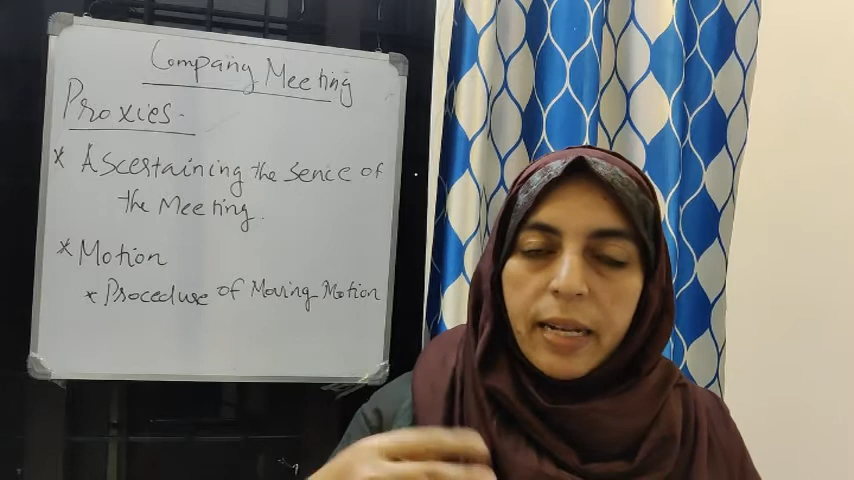 Company Meeting
Proxies-
* Ascertaining the Sence of
the Meeting.
* Motion
* Procedure of Moving Motion